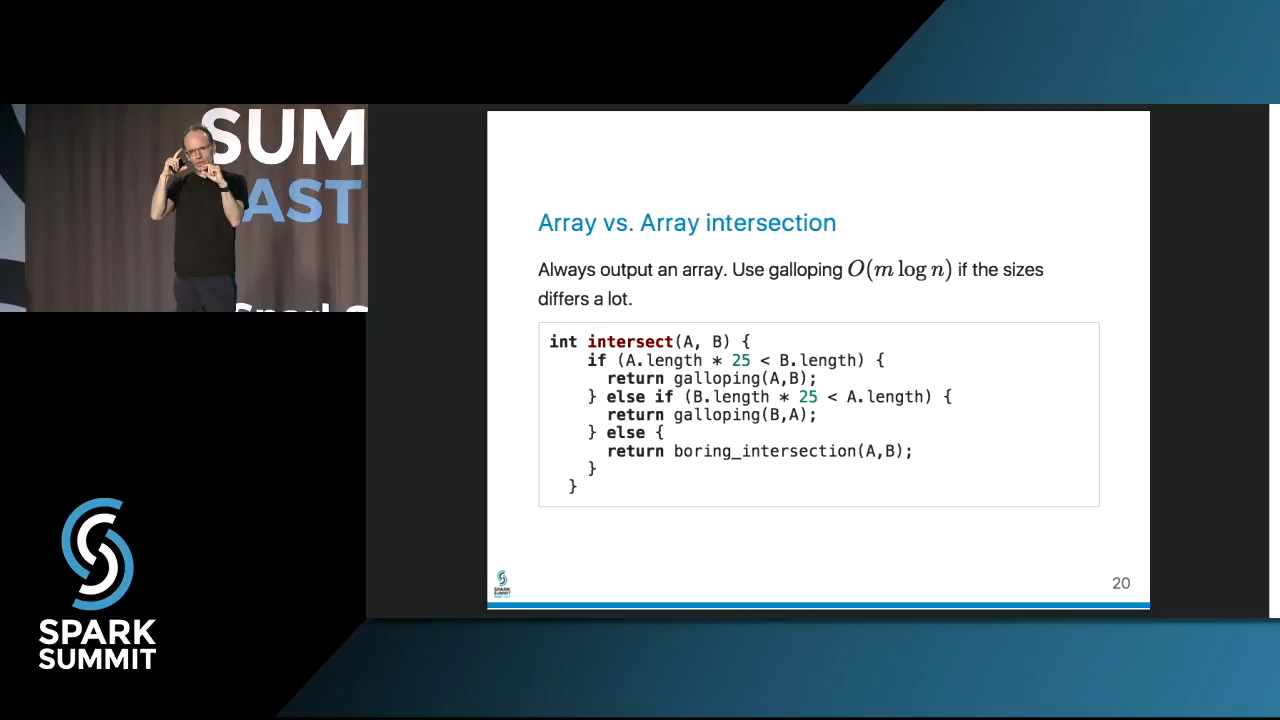 SUM
AST
Array vs. Array intersection
Always output an array. Use galloping O(m log n) if the sizes
differs a lot.
int intersect(A, B) {
    if (A.length * 25 < B.length) {
      return galloping(A,B);
    } else if (B.length * 25 < A.length) {
      return galloping(B,A);
    } else {
      return boring_intersection(A,B);
    }
  }
SPARK
SUMMIT
20
SPARK
SUMMIT